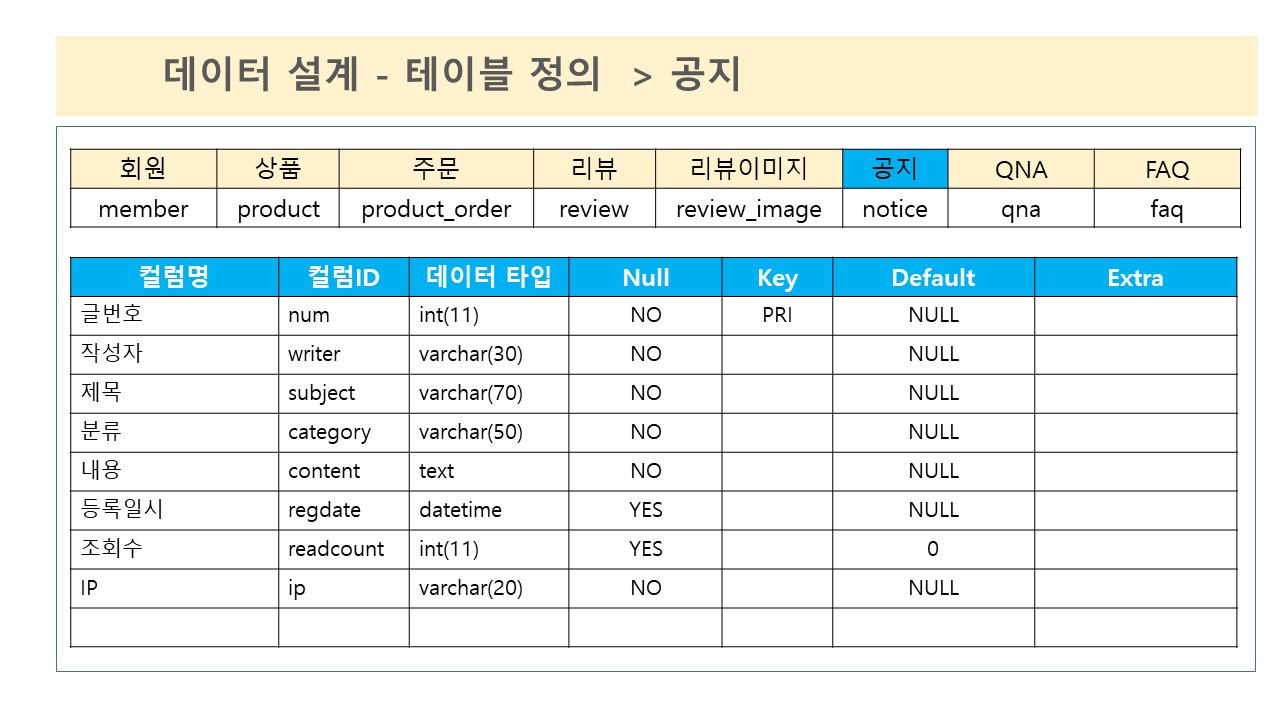 데이터 설계 - 테이블 정의 > 공지
회원 상품 주문 리뷰 리뷰이미지 공지 QNA FAQ
member product product_order review review_image notice qna faq
컬럼명 컬럼ID 데이터 타입 Null Key Default Extra
글번호 num int(11) NO PRI NULL
작성자 writer varchar(30) NO NULL
제목 subject varchar(70) NO NULL
분류 category varchar(50) NO NULL
내용 content text NO NULL
등록일시 regdate datetime YES NULL
조회수 readcount int(11) YES 0
IP ip varchar(20) NO NULL